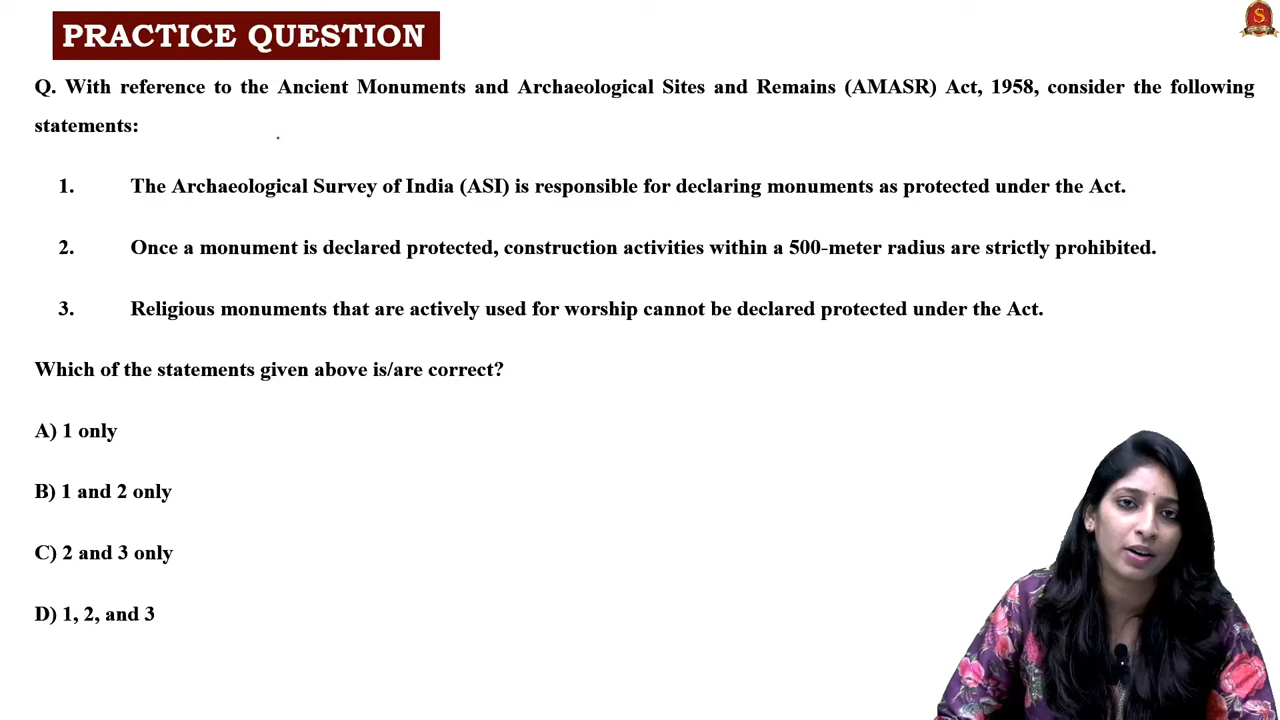 PRACTICE QUESTION
Q. With reference to the Ancient Monuments and Archaeological Sites and Remains (AMASR) Act, 1958, consider the following
statements:
1. The Archaeological Survey of India (ASI) is responsible for declaring monuments as protected under the Act.
2. Once a monument is declared protected, construction activities within a 500-meter radius are strictly prohibited.
3. Religious monuments that are actively used for worship cannot be declared protected under the Act.
Which of the statements given above is/are correct?
A) 1 only
B) 1 and 2 only
C) 2 and 3 only
D) 1, 2, and 3